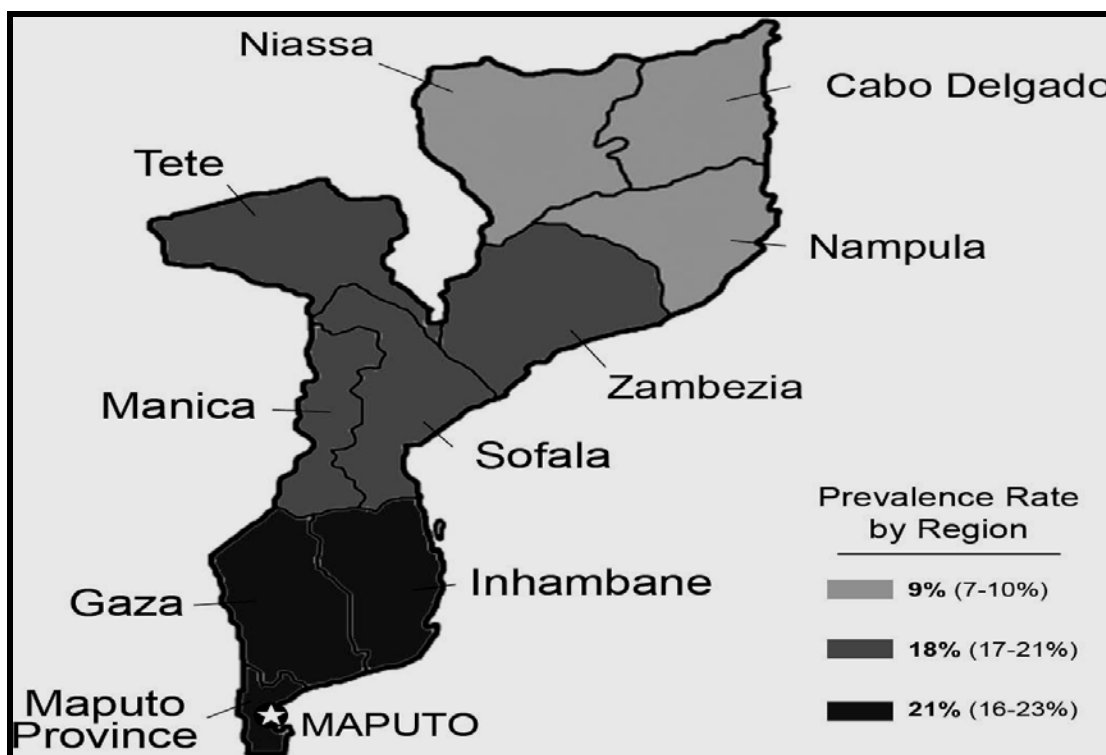 Niassa
Cabo Delgado
Tete
Nampula
Zambezia
Manica
Sofala
Prevalence Rate
by Region
Inhambane
9% (7-10%)
Gaza
18% (17-21%)
Maputo
Province
MAPUTO
21% (16-23%)